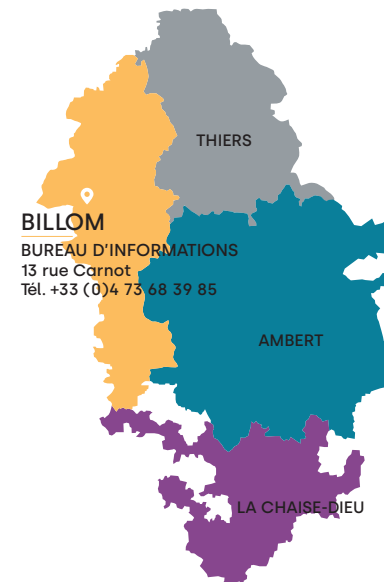 THIERS
BILLOM
BUREAU D'INFORMATIONS
13 rue Carnot
Tél. +33 (0)4 73 68 39 85
AMBERT
LA CHAISE-DIEU